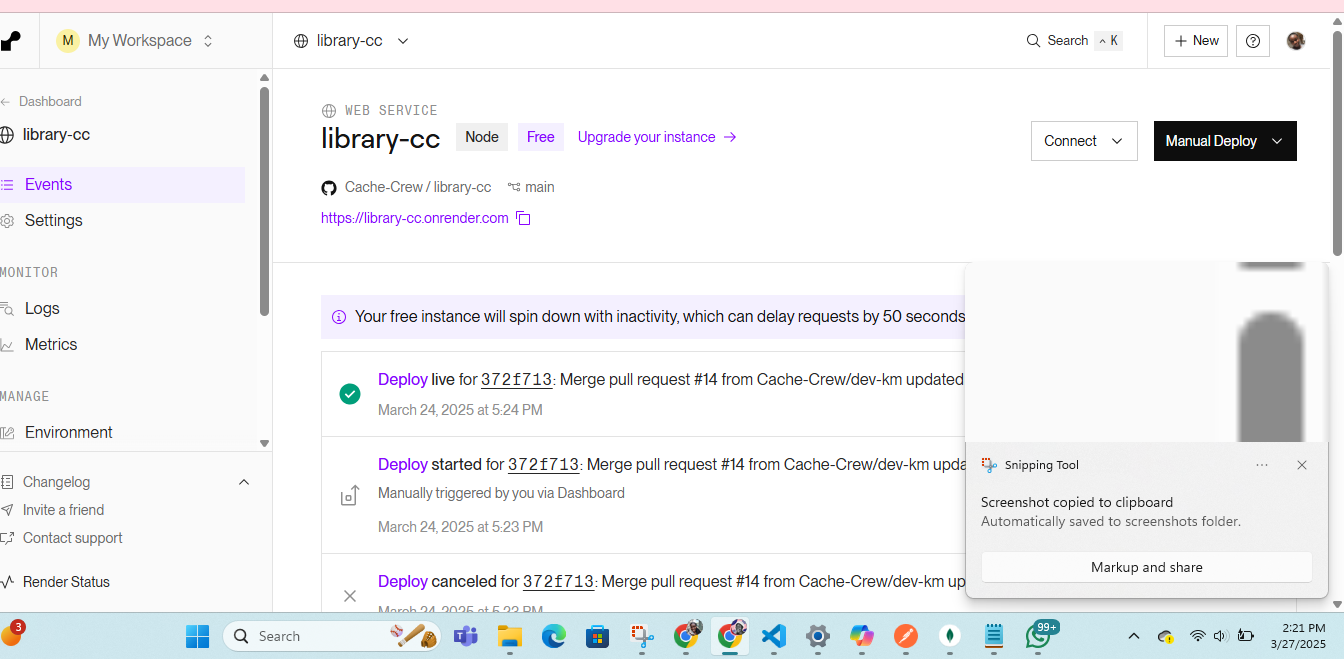 M My Workspace
library-cc
Search ^ K
+ New
Dashboard
library-cc
Events
Settings
MONITOR
Logs
Metrics
MANAGE
Environment
Changelog
Invite a friend
Contact support
Render Status
WEB SERVICE
library-cc Node Free Upgrade your instance →
Connect
Manual Deploy
Cache-Crew / library-cc main
https://library-cc.onrender.com
Your free instance will spin down with inactivity, which can delay requests by 50 seconds
Deploy live for 372f713: Merge pull request #14 from Cache-Crew/dev-km updated
March 24, 2025 at 5:24 PM
Deploy started for 372f713: Merge pull request #14 from Cache-Crew/dev-km upda
Manually triggered by you via Dashboard
March 24, 2025 at 5:23 PM
Deploy canceled for 372f713: Merge pull request #14 from Cache-Crew/dev-km up
March 24, 2025 at 5:23 PM
Snipping Tool
Screenshot copied to clipboard
Automatically saved to screenshots folder.
Markup and share
3
Search
99+
2:21 PM
3/27/2025